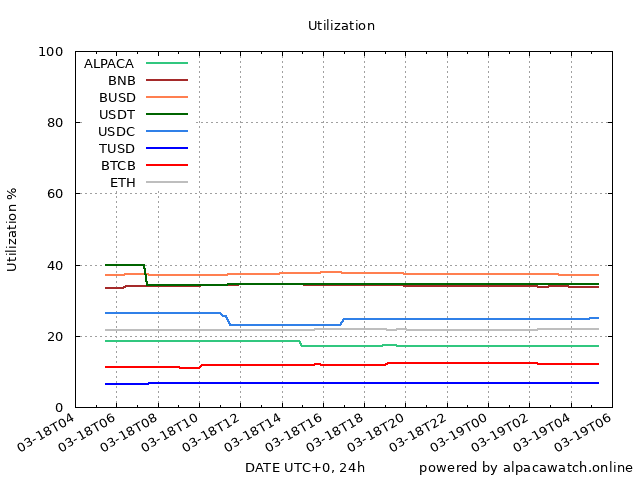 Utilization
100
80
60
40
20
0
Utilization %
ALPACA
BNB
BUSD
USDT
USDC
TUSD
BTCB
ETH
03-18T04
03-18T06
03-18T08
03-18T10
03-18T12
03-18T14
03-18T16
03-18T18
03-18T20
03-18T22
03-19T00
03-19T02
03-19T04
03-19T06
DATE UTC+0, 24h
powered by alpacawatch.online